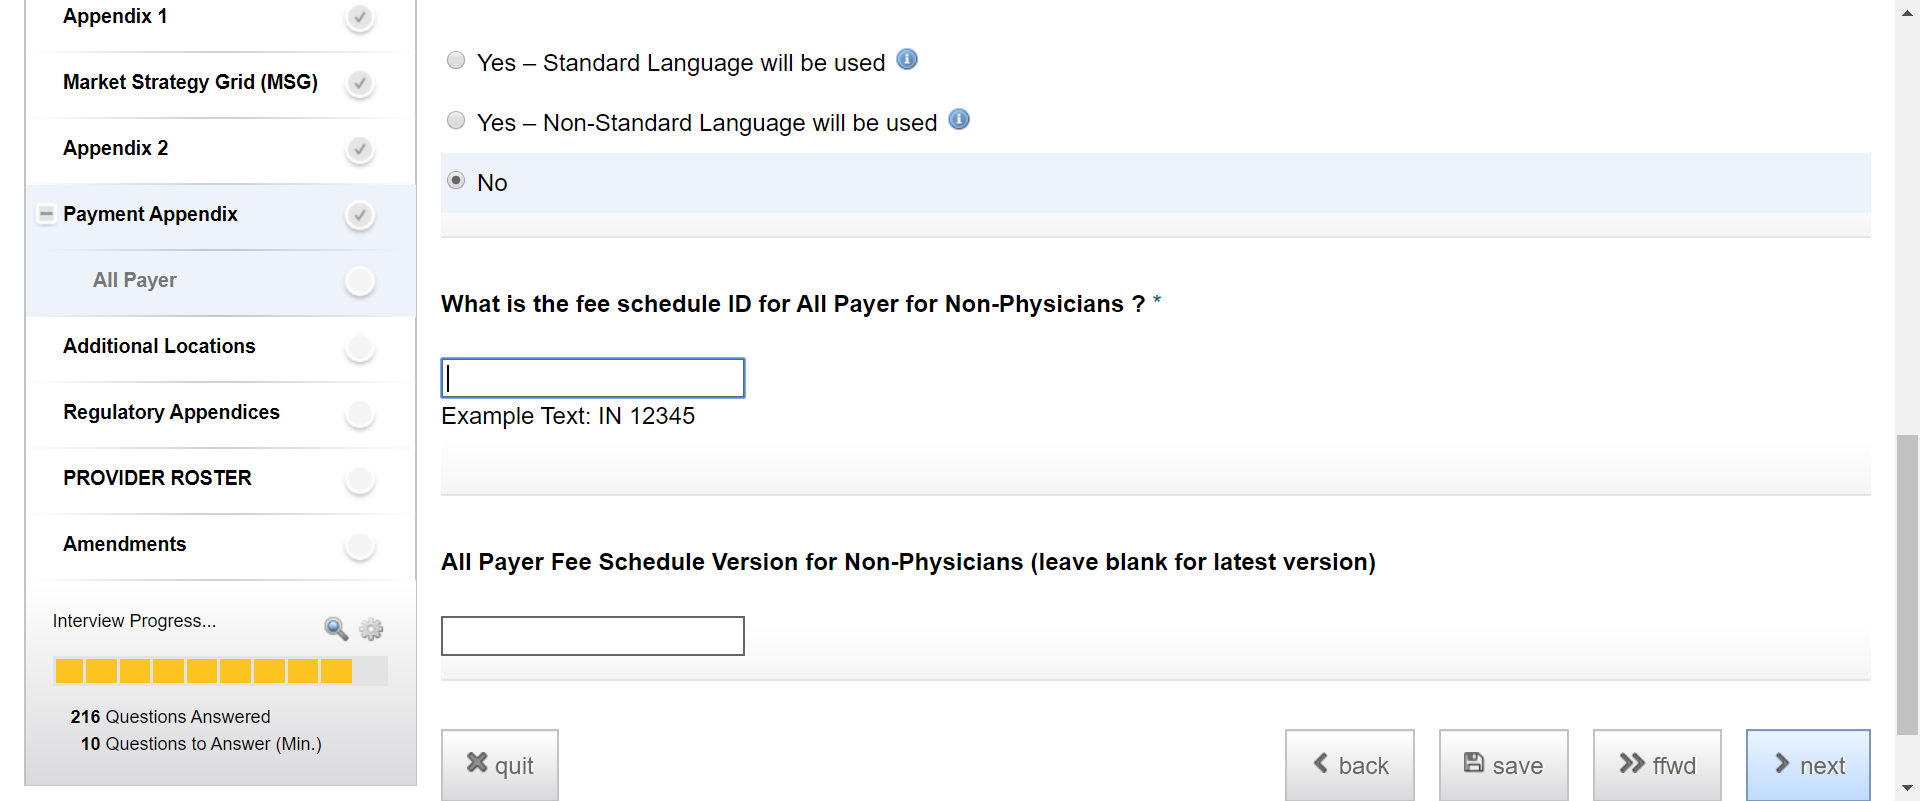 Appendix 1
Market Strategy Grid (MSG)
Appendix 2
Payment Appendix
All Payer
Additional Locations
Regulatory Appendices
PROVIDER ROSTER
Amendments
Interview Progress...
216 Questions Answered
10 Questions to Answer (Min.)
Yes – Standard Language will be used
Yes – Non-Standard Language will be used
No
What is the fee schedule ID for All Payer for Non-Physicians ? *
Example Text: IN 12345
All Payer Fee Schedule Version for Non-Physicians (leave blank for latest version)
quit
back
save
ffwd
next